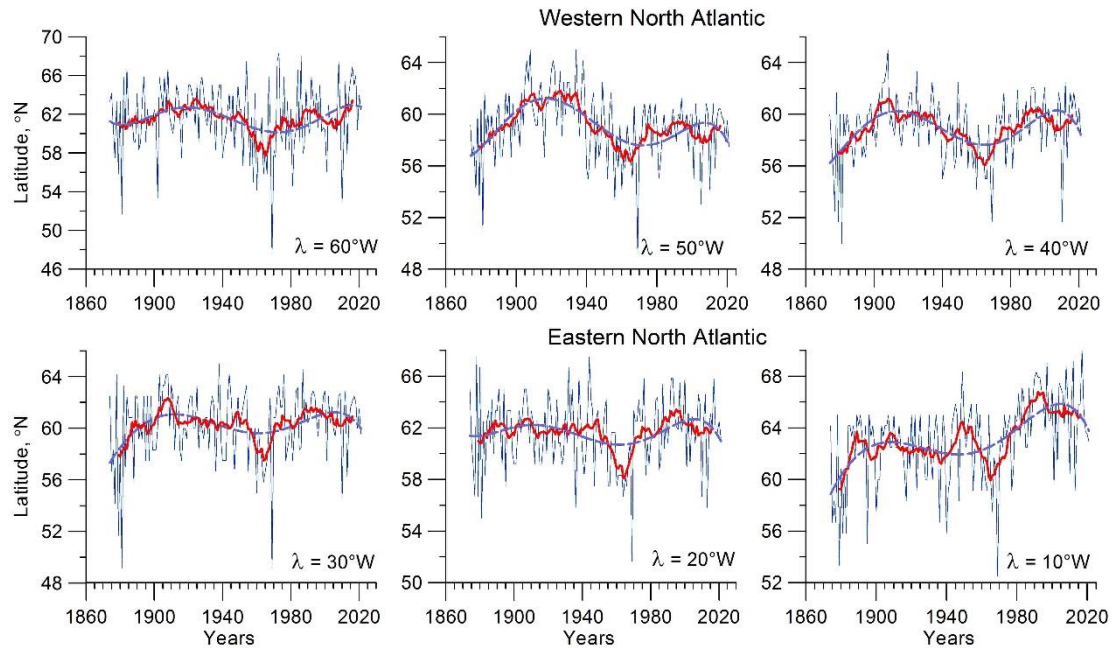 Western North Atlantic
Latitude, °N
70
66
62
58
54
50
46
λ = 60°W
1860 1900 1940 1980 2020
64
60
56
52
48
λ = 50°W
1860 1900 1940 1980 2020
64
60
56
52
48
λ = 40°W
1860 1900 1940 1980 2020
Eastern North Atlantic
Latitude, °N
64
60
56
52
48
λ = 30°W
1860 1900 1940 1980 2020
Years
66
62
58
54
50
λ = 20°W
1860 1900 1940 1980 2020
Years
68
64
60
56
52
λ = 10°W
1860 1900 1940 1980 2020
Years